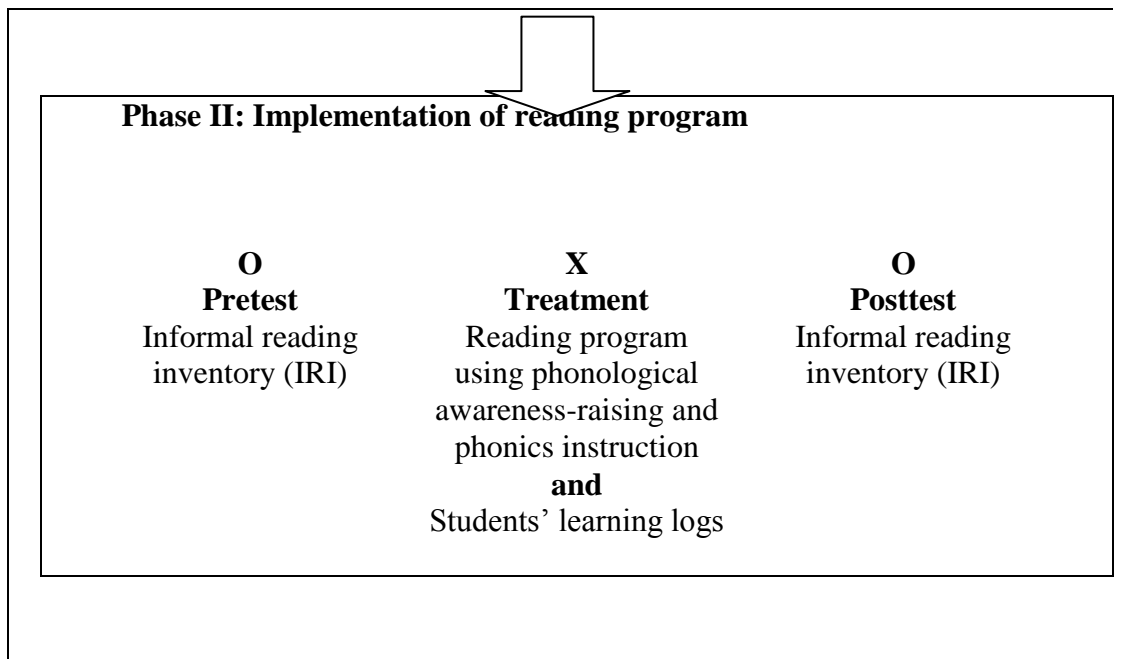 Phase II: Implementation of reading program
O
Pretest
Informal reading
inventory (IRI)
X
Treatment
Reading program
using phonological
awareness-raising and
phonics instruction
and
Students’ learning logs
O
Posttest
Informal reading
inventory (IRI)